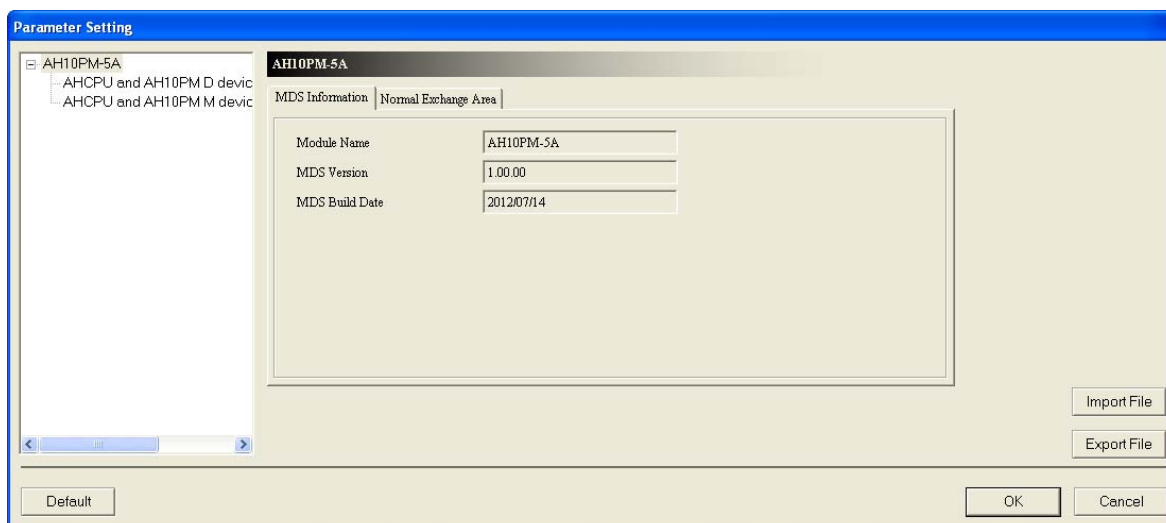 Parameter Setting
AH10PM-5A
AHCPU and AH10PM D devic
AHCPU and AH10PM M devic
AH10PM-5A
MDS Information
Normal Exchange Area
Module Name
AH10PM-5A
MDS Version
1.00.00
MDS Build Date
2012/07/14
Import File
Export File
Default
OK
Cancel